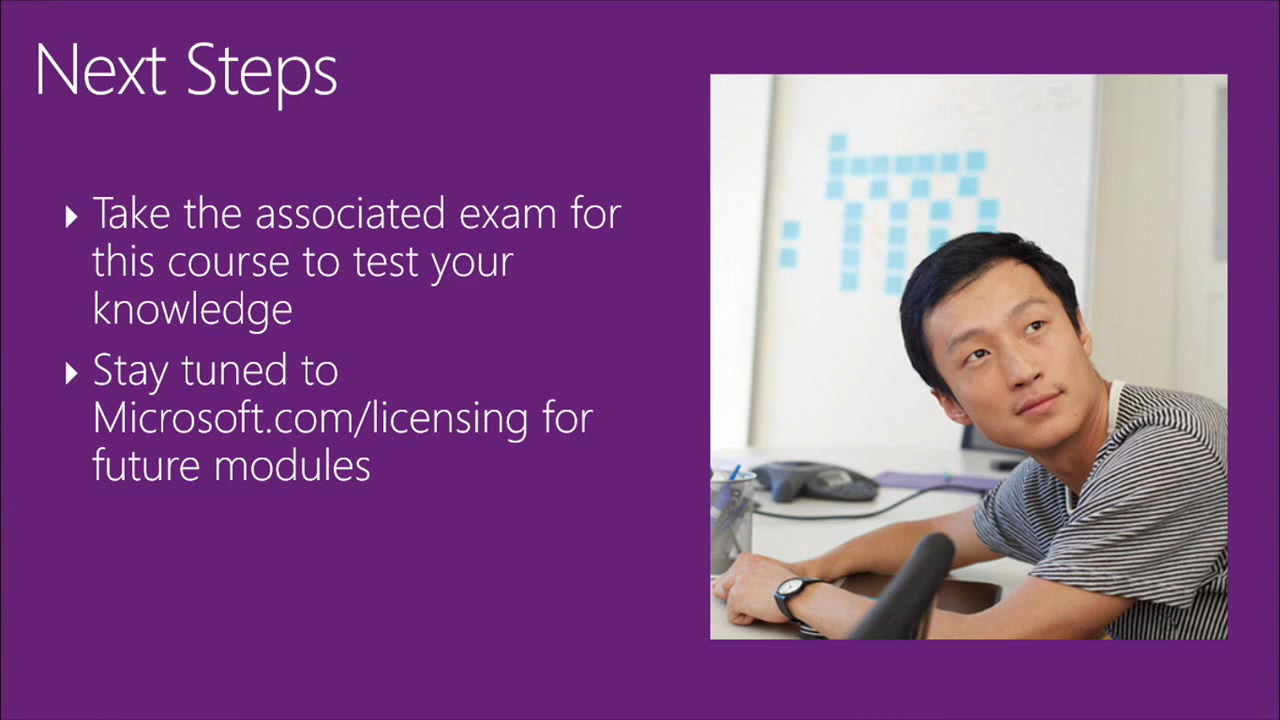 Next Steps
Take the associated exam for
this course to test your
knowledge
Stay tuned to
Microsoft.com/licensing for
future modules